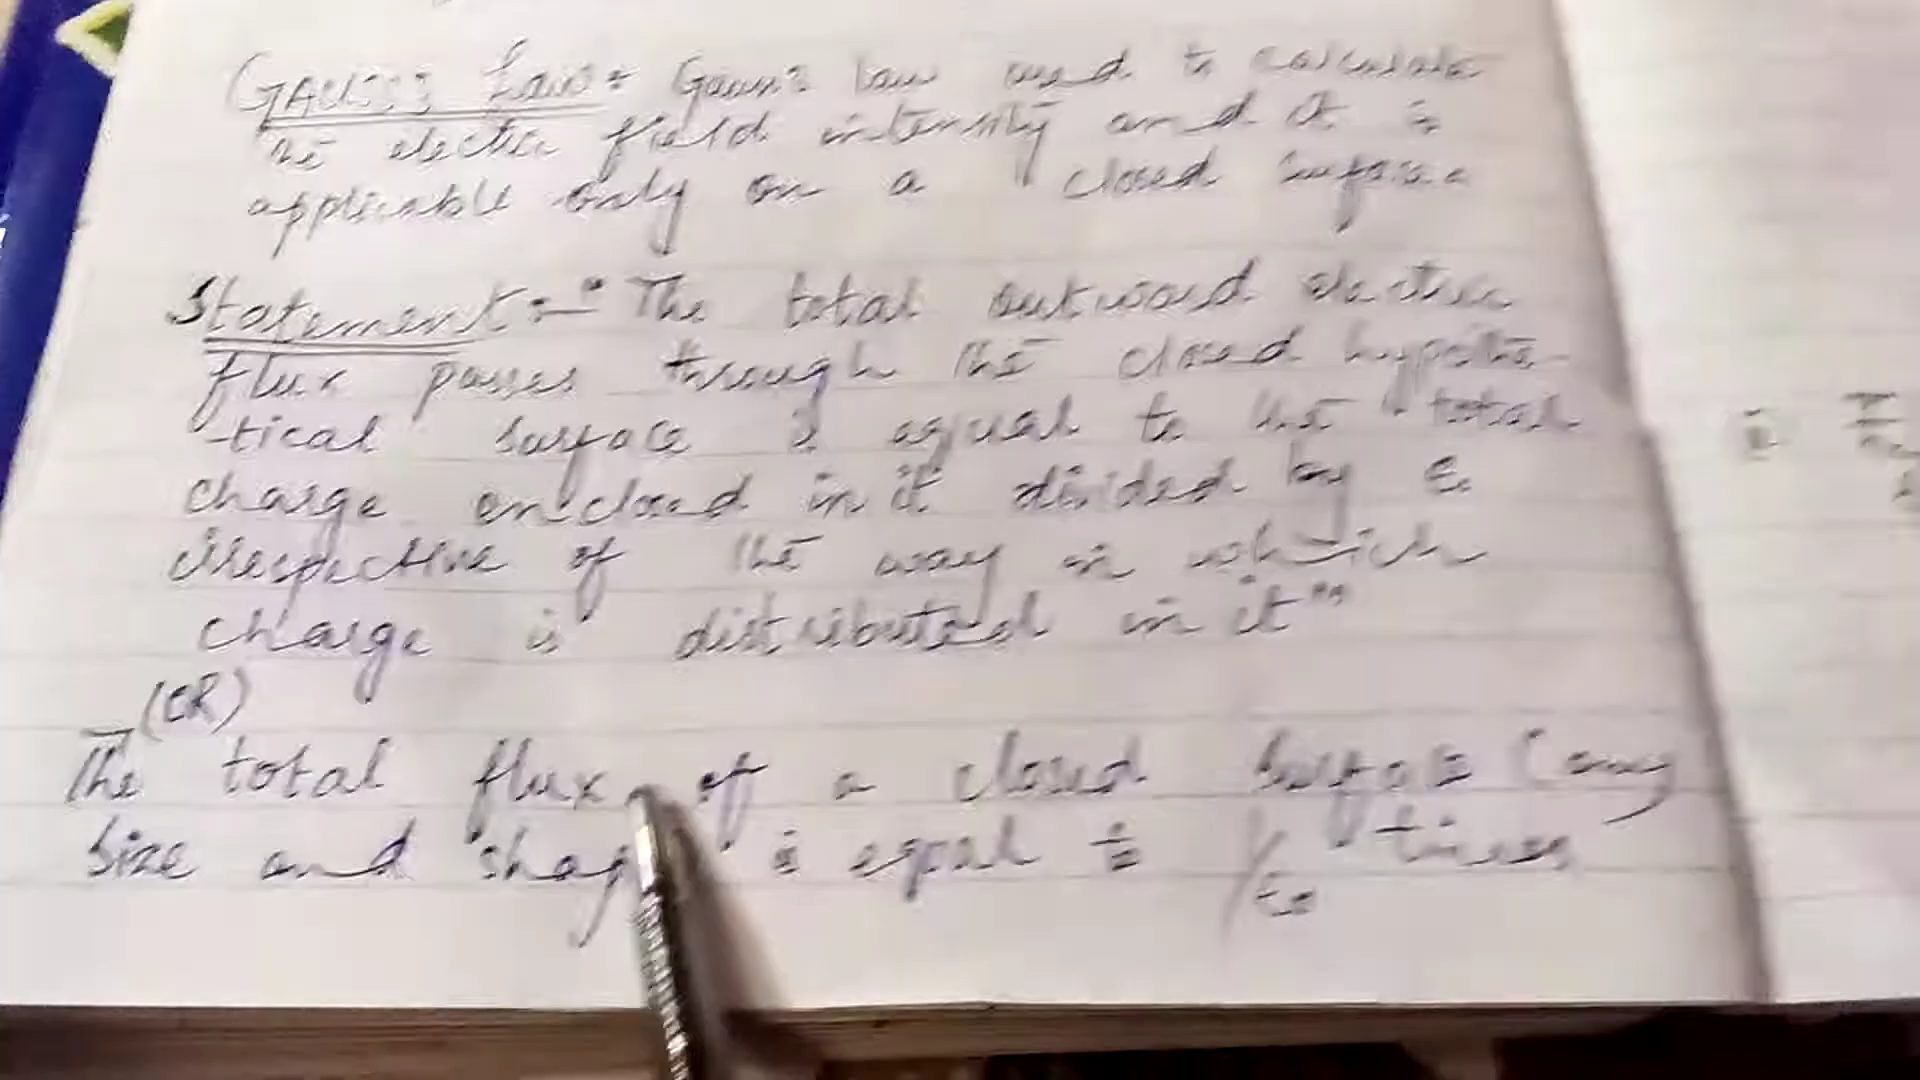 GAUSS's Law:- Gauss's law used to calculate
the electric field intensity and it is
applicable only on a closed surface
Statement :- " The total outward electric
flux passes through the closed hypothe-
-tical surface is equal to the total
charge enclosed in it divided by ε₀
irrespective of the way in which
charge is distributed in it"
(OR)
The total flux of a closed surface (any
size and shape is equal to 1/ε₀ times